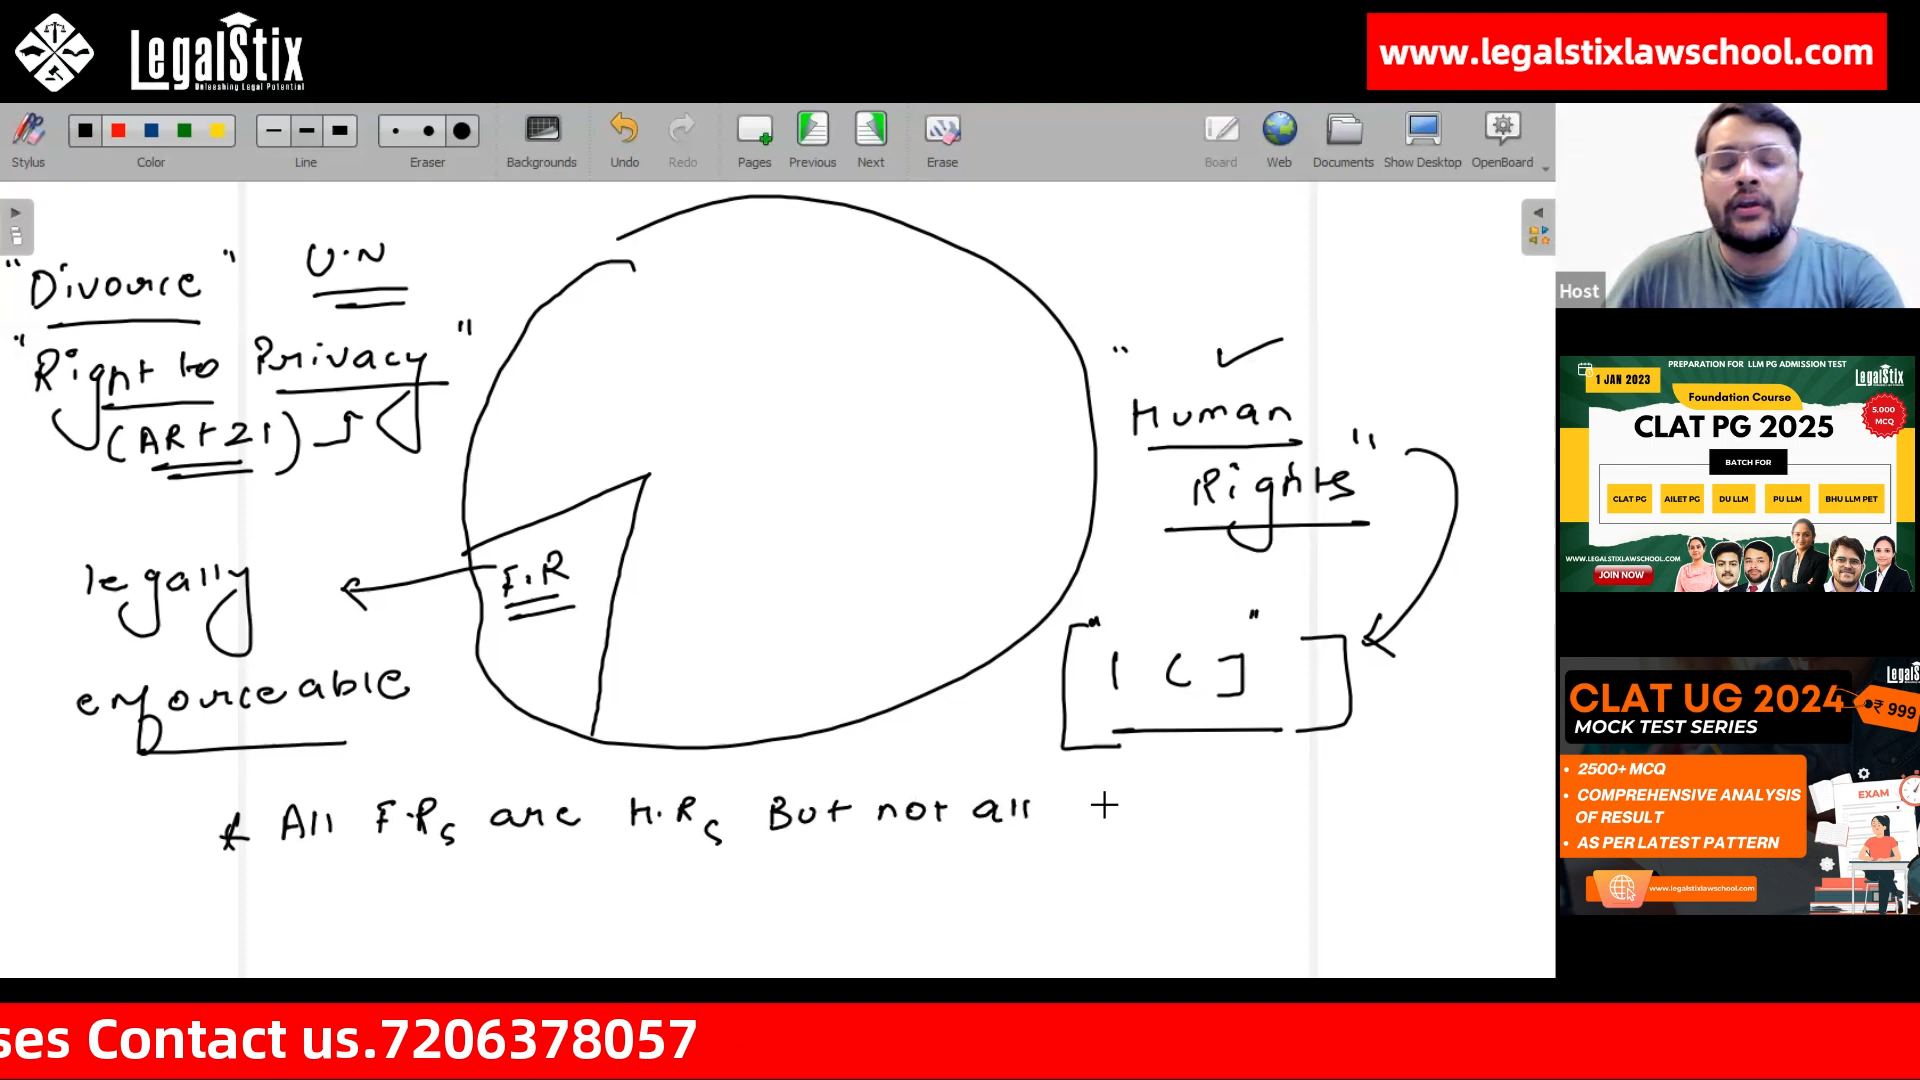 LegalStix
Unleashing Legal Potential
www.legalstixlawschool.com
Stylus
Color
Line
Eraser
Backgrounds
Undo
Redo
Pages
Previous
Next
Erase
Board
Web
Documents
Show Desktop
OpenBoard
"Divorce"
U.N
"Right to Privacy"
(ART 21)
legally
enforceable
F.R
"Human
Rights"
["ICJ"]
* All F.Rs are H.Rs But not all
Host
1 JAN 2023
PREPARATION FOR LLM PG ADMISSION TEST
LegalStix
Foundation Course
5,000
MCQ
CLAT PG 2025
BATCH FOR
CLAT PG
AILET PG
DU LLM
PU LLM
BHU LLM PET
WWW.LEGALSTIXLAWSCHOOL.COM
JOIN NOW
LegalS
CLAT UG 2024
₹ 999
MOCK TEST SERIES
• 2500+ MCQ
• COMPREHENSIVE ANALYSIS
OF RESULT
• AS PER LATEST PATTERN
EXAM
www.legalstixlawschool.com
ses Contact us.7206378057